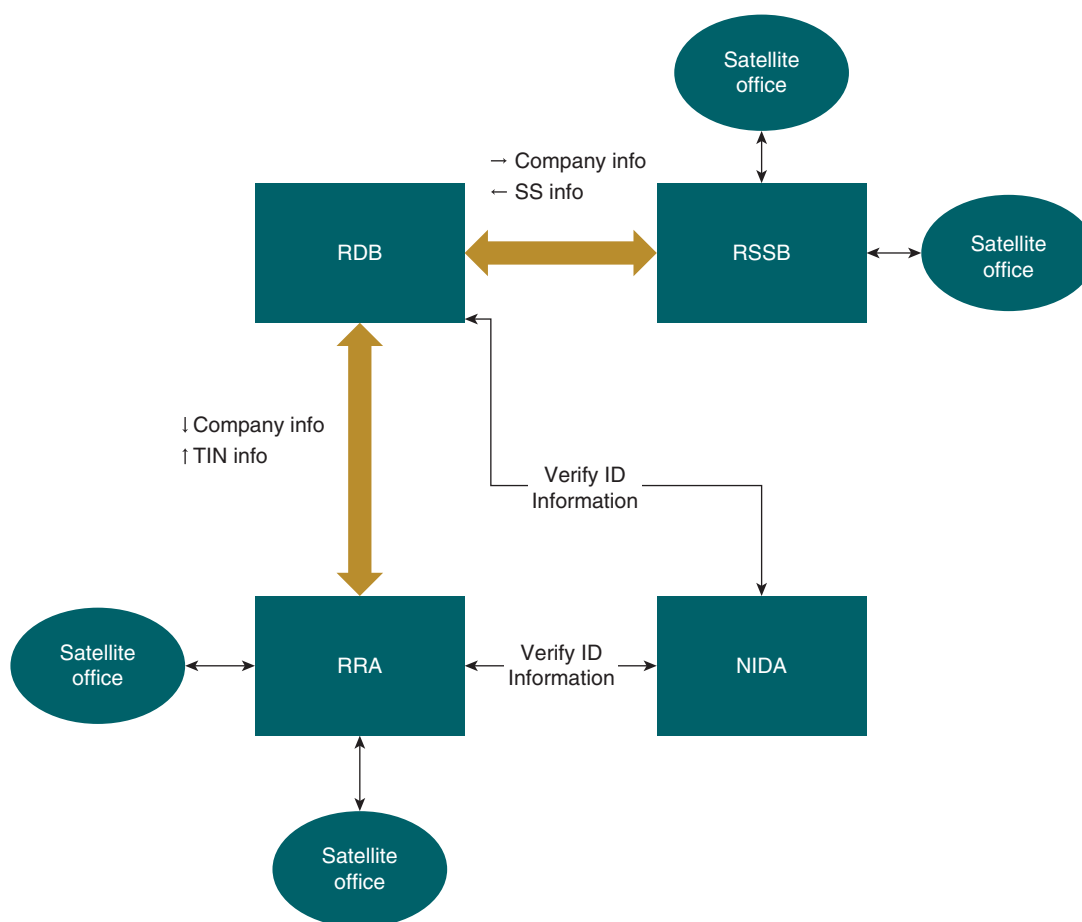 Satellite
office
→ Company info
← SS info
RDB
RSSB
Satellite
office
↓ Company info
↑ TIN info
Verify ID
Information
Satellite
office
RRA
Verify ID
Information
NIDA
Satellite
office